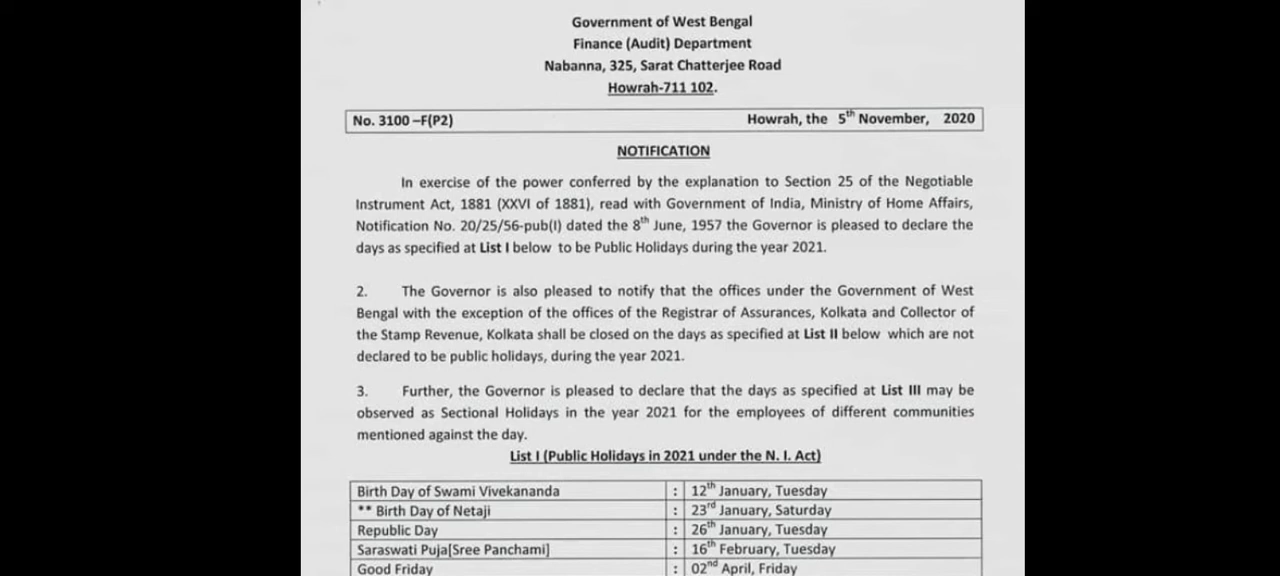 Government of West Bengal
Finance (Audit) Department
Nabanna, 325, Sarat Chatterjee Road
Howrah-711 102.
No. 3100 –F(P2) Howrah, the 5th November, 2020
NOTIFICATION
In exercise of the power conferred by the explanation to Section 25 of the Negotiable
Instrument Act, 1881 (XXVI of 1881), read with Government of India, Ministry of Home Affairs,
Notification No. 20/25/56-pub(I) dated the 8th June, 1957 the Governor is pleased to declare the
days as specified at List I below to be Public Holidays during the year 2021.
2. The Governor is also pleased to notify that the offices under the Government of West
Bengal with the exception of the offices of the Registrar of Assurances, Kolkata and Collector of
the Stamp Revenue, Kolkata shall be closed on the days as specified at List II below which are not
declared to be public holidays, during the year 2021.
3. Further, the Governor is pleased to declare that the days as specified at List III may be
observed as Sectional Holidays in the year 2021 for the employees of different communities
mentioned against the day.
List I (Public Holidays in 2021 under the N. I. Act)
Birth Day of Swami Vivekananda : 12th January, Tuesday
** Birth Day of Netaji : 23rd January, Saturday
Republic Day : 26th January, Tuesday
Saraswati Puja[Sree Panchami] : 16th February, Tuesday
Good Friday : 02nd April, Friday